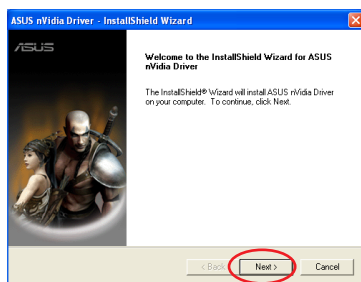 ASUS nVidia Driver - InstallShield Wizard
ASUS
Welcome to the InstallShield Wizard for ASUS
nVidia Driver
The InstallShield® Wizard will install ASUS nVidia Driver
on your computer. To continue, click Next.
< Back
Next >
Cancel